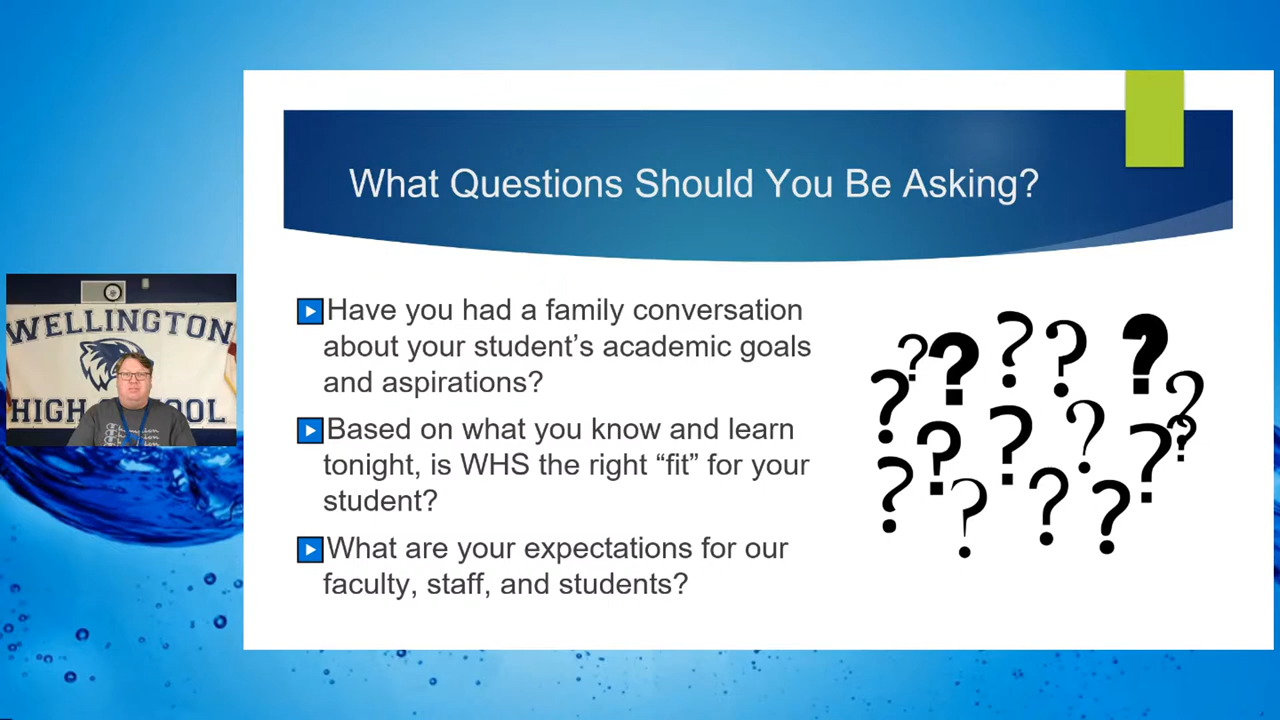 What Questions Should You Be Asking?
WELLINGTON
HIGH SCHOOL
Have you had a family conversation
about your student’s academic goals
and aspirations?
Based on what you know and learn
tonight, is WHS the right “fit” for your
student?
What are your expectations for our
faculty, staff, and students?
? ? ? ? ? ? ? ? ? ? ? ? ? ? ? ? ?